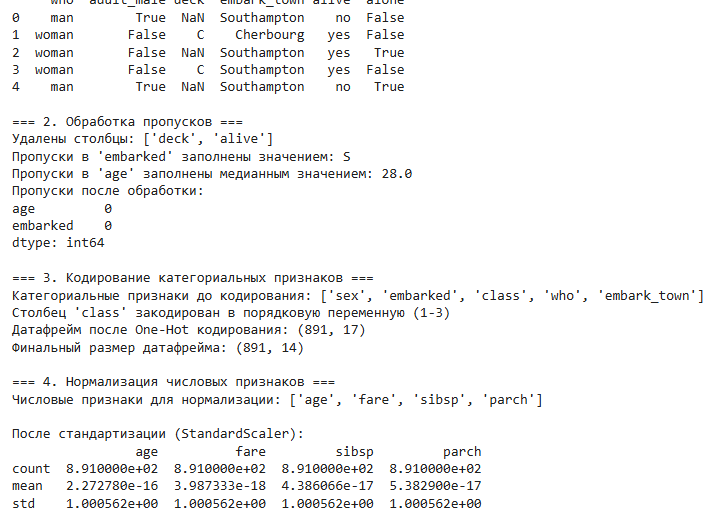 who adult_male deck embark_town alive alone
0 man True NaN Southampton no False
1 woman False C Cherbourg yes False
2 woman False NaN Southampton yes True
3 woman False C Southampton yes False
4 man True NaN Southampton no True
=== 2. Обработка пропусков ===
Удалены столбцы: ['deck', 'alive']
Пропуски в 'embarked' заполнены значением: S
Пропуски в 'age' заполнены медианным значением: 28.0
Пропуски после обработки:
age 0
embarked 0
dtype: int64
=== 3. Кодирование категориальных признаков ===
Категориальные признаки до кодирования: ['sex', 'embarked', 'class', 'who', 'embark_town']
Столбец 'class' закодирован в порядковую переменную (1-3)
Датафрейм после One-Hot кодирования: (891, 17)
Финальный размер датафрейма: (891, 14)
=== 4. Нормализация числовых признаков ===
Числовые признаки для нормализации: ['age', 'fare', 'sibsp', 'parch']
После стандартизации (StandardScaler):
age fare sibsp parch
count 8.910000e+02 8.910000e+02 8.910000e+02 8.910000e+02
mean 2.272780e-16 3.987333e-18 4.386066e-17 5.382900e-17
std 1.000562e+00 1.000562e+00 1.000562e+00 1.000562e+00